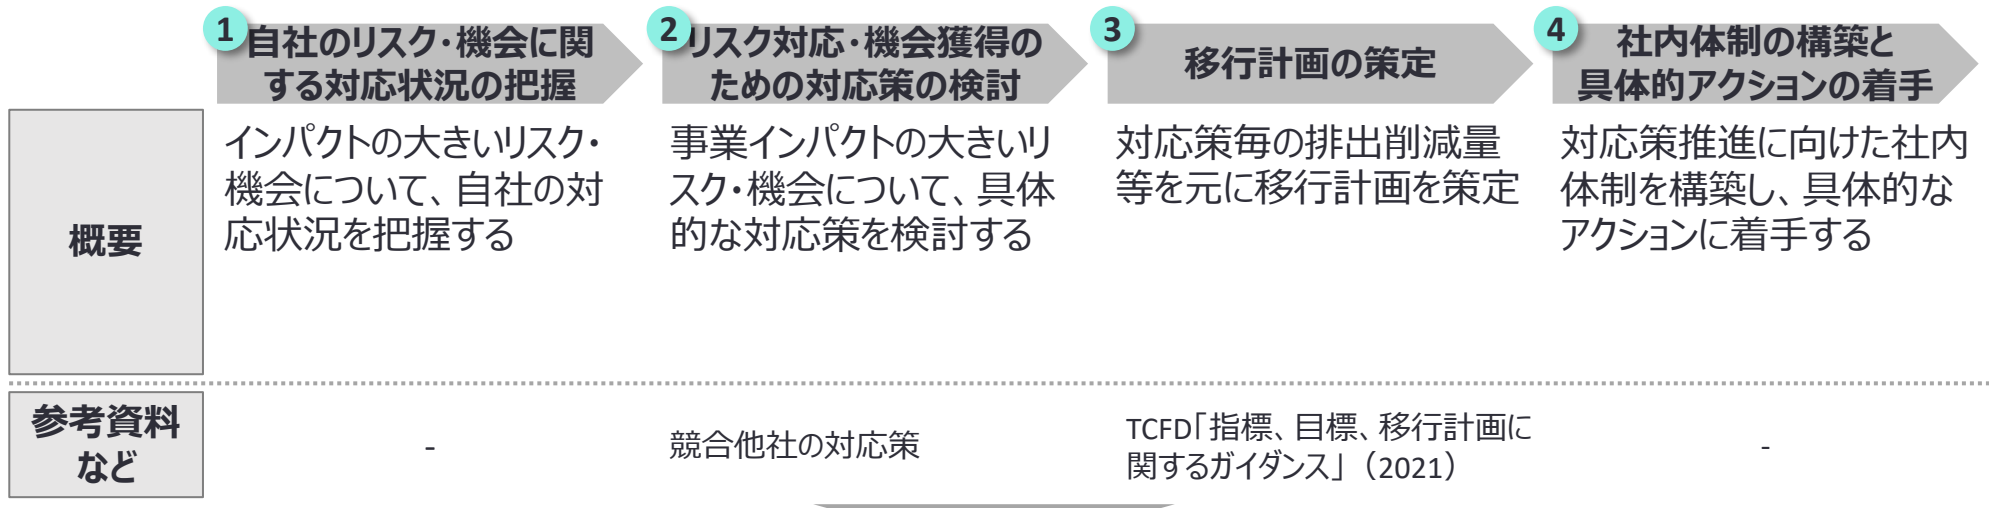 1
自社のリスク・機会に関
する対応状況の把握
2
リスク対応・機会獲得の
ための対応策の検討
3
移行計画の策定
4
社内体制の構築と
具体的アクションの着手
概要
インパクトの大きいリスク・
機会について、自社の対
応状況を把握する
事業インパクトの大きいリ
スク・機会について、具体
的な対応策を検討する
対応策毎の排出削減量
等を元に移行計画を策定
対応策推進に向けた社内
体制を構築し、具体的な
アクションに着手する
参考資料
など
-
競合他社の対応策
TCFD「指標、目標、移行計画に
関するガイダンス」（2021）
-